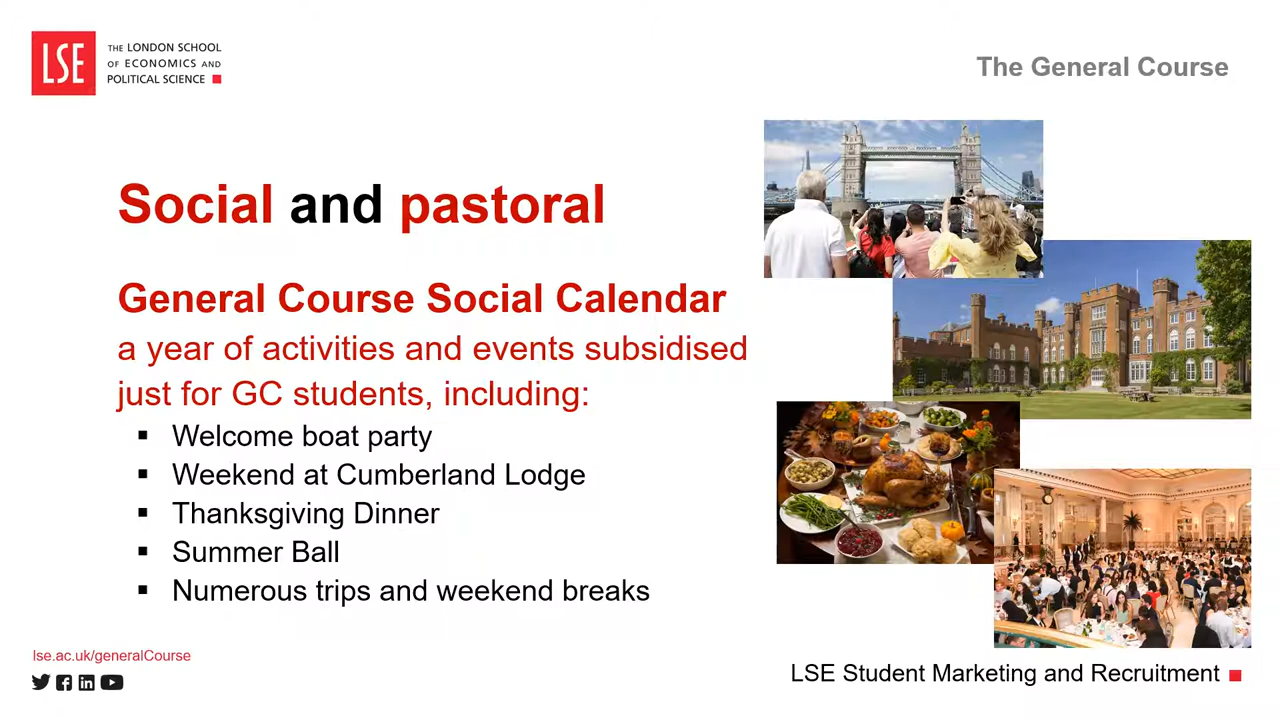 LSE
THE LONDON SCHOOL
OF ECONOMICS AND
POLITICAL SCIENCE
The General Course
Social and pastoral
General Course Social Calendar
a year of activities and events subsidised
just for GC students, including:
▪ Welcome boat party
▪ Weekend at Cumberland Lodge
▪ Thanksgiving Dinner
▪ Summer Ball
▪ Numerous trips and weekend breaks
lse.ac.uk/generalCourse
LSE Student Marketing and Recruitment